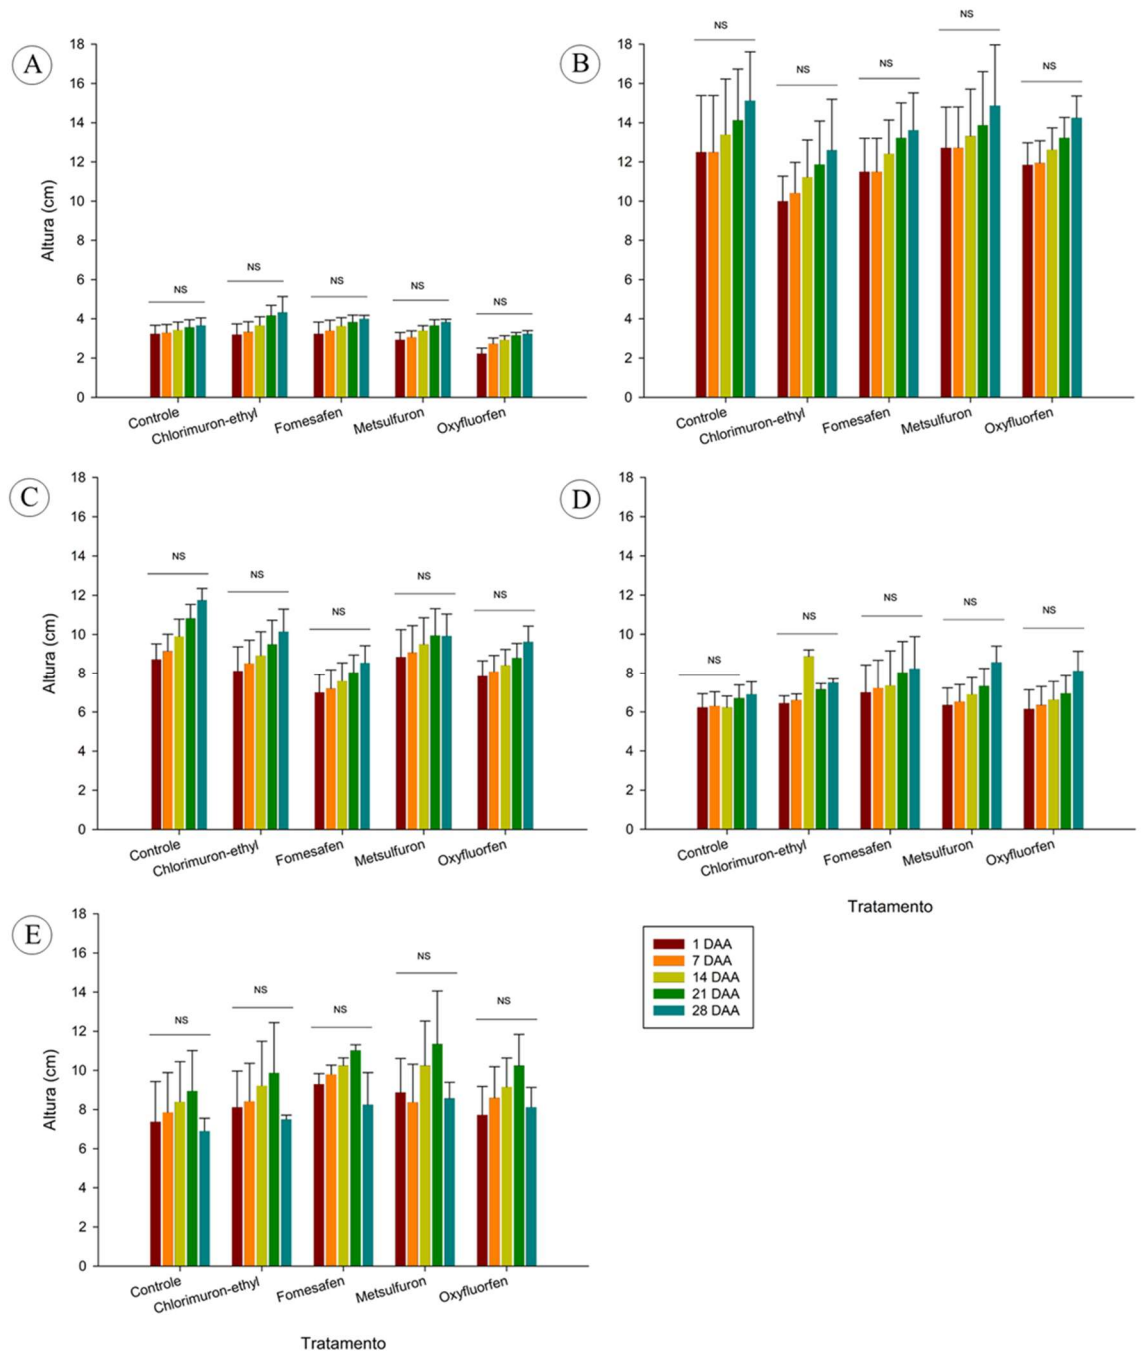 A
Altura (cm)
18
16
14
12
10
8
6
4
2
0
NS
NS
NS
NS
NS
Controle
Chlorimuron-ethyl
Fomesafen
Metsulfuron
Oxyfluorfen
B
18
16
14
12
10
8
6
4
2
0
NS
NS
NS
NS
NS
Controle
Chlorimuron-ethyl
Fomesafen
Metsulfuron
Oxyfluorfen
C
Altura (cm)
18
16
14
12
10
8
6
4
2
0
NS
NS
NS
NS
NS
Controle
Chlorimuron-ethyl
Fomesafen
Metsulfuron
Oxyfluorfen
D
18
16
14
12
10
8
6
4
2
0
NS
NS
NS
NS
NS
Controle
Chlorimuron-ethyl
Fomesafen
Metsulfuron
Oxyfluorfen
Tratamento
E
Altura (cm)
18
16
14
12
10
8
6
4
2
0
NS
NS
NS
NS
NS
Controle
Chlorimuron-ethyl
Fomesafen
Metsulfuron
Oxyfluorfen
Tratamento
1 DAA
7 DAA
14 DAA
21 DAA
28 DAA